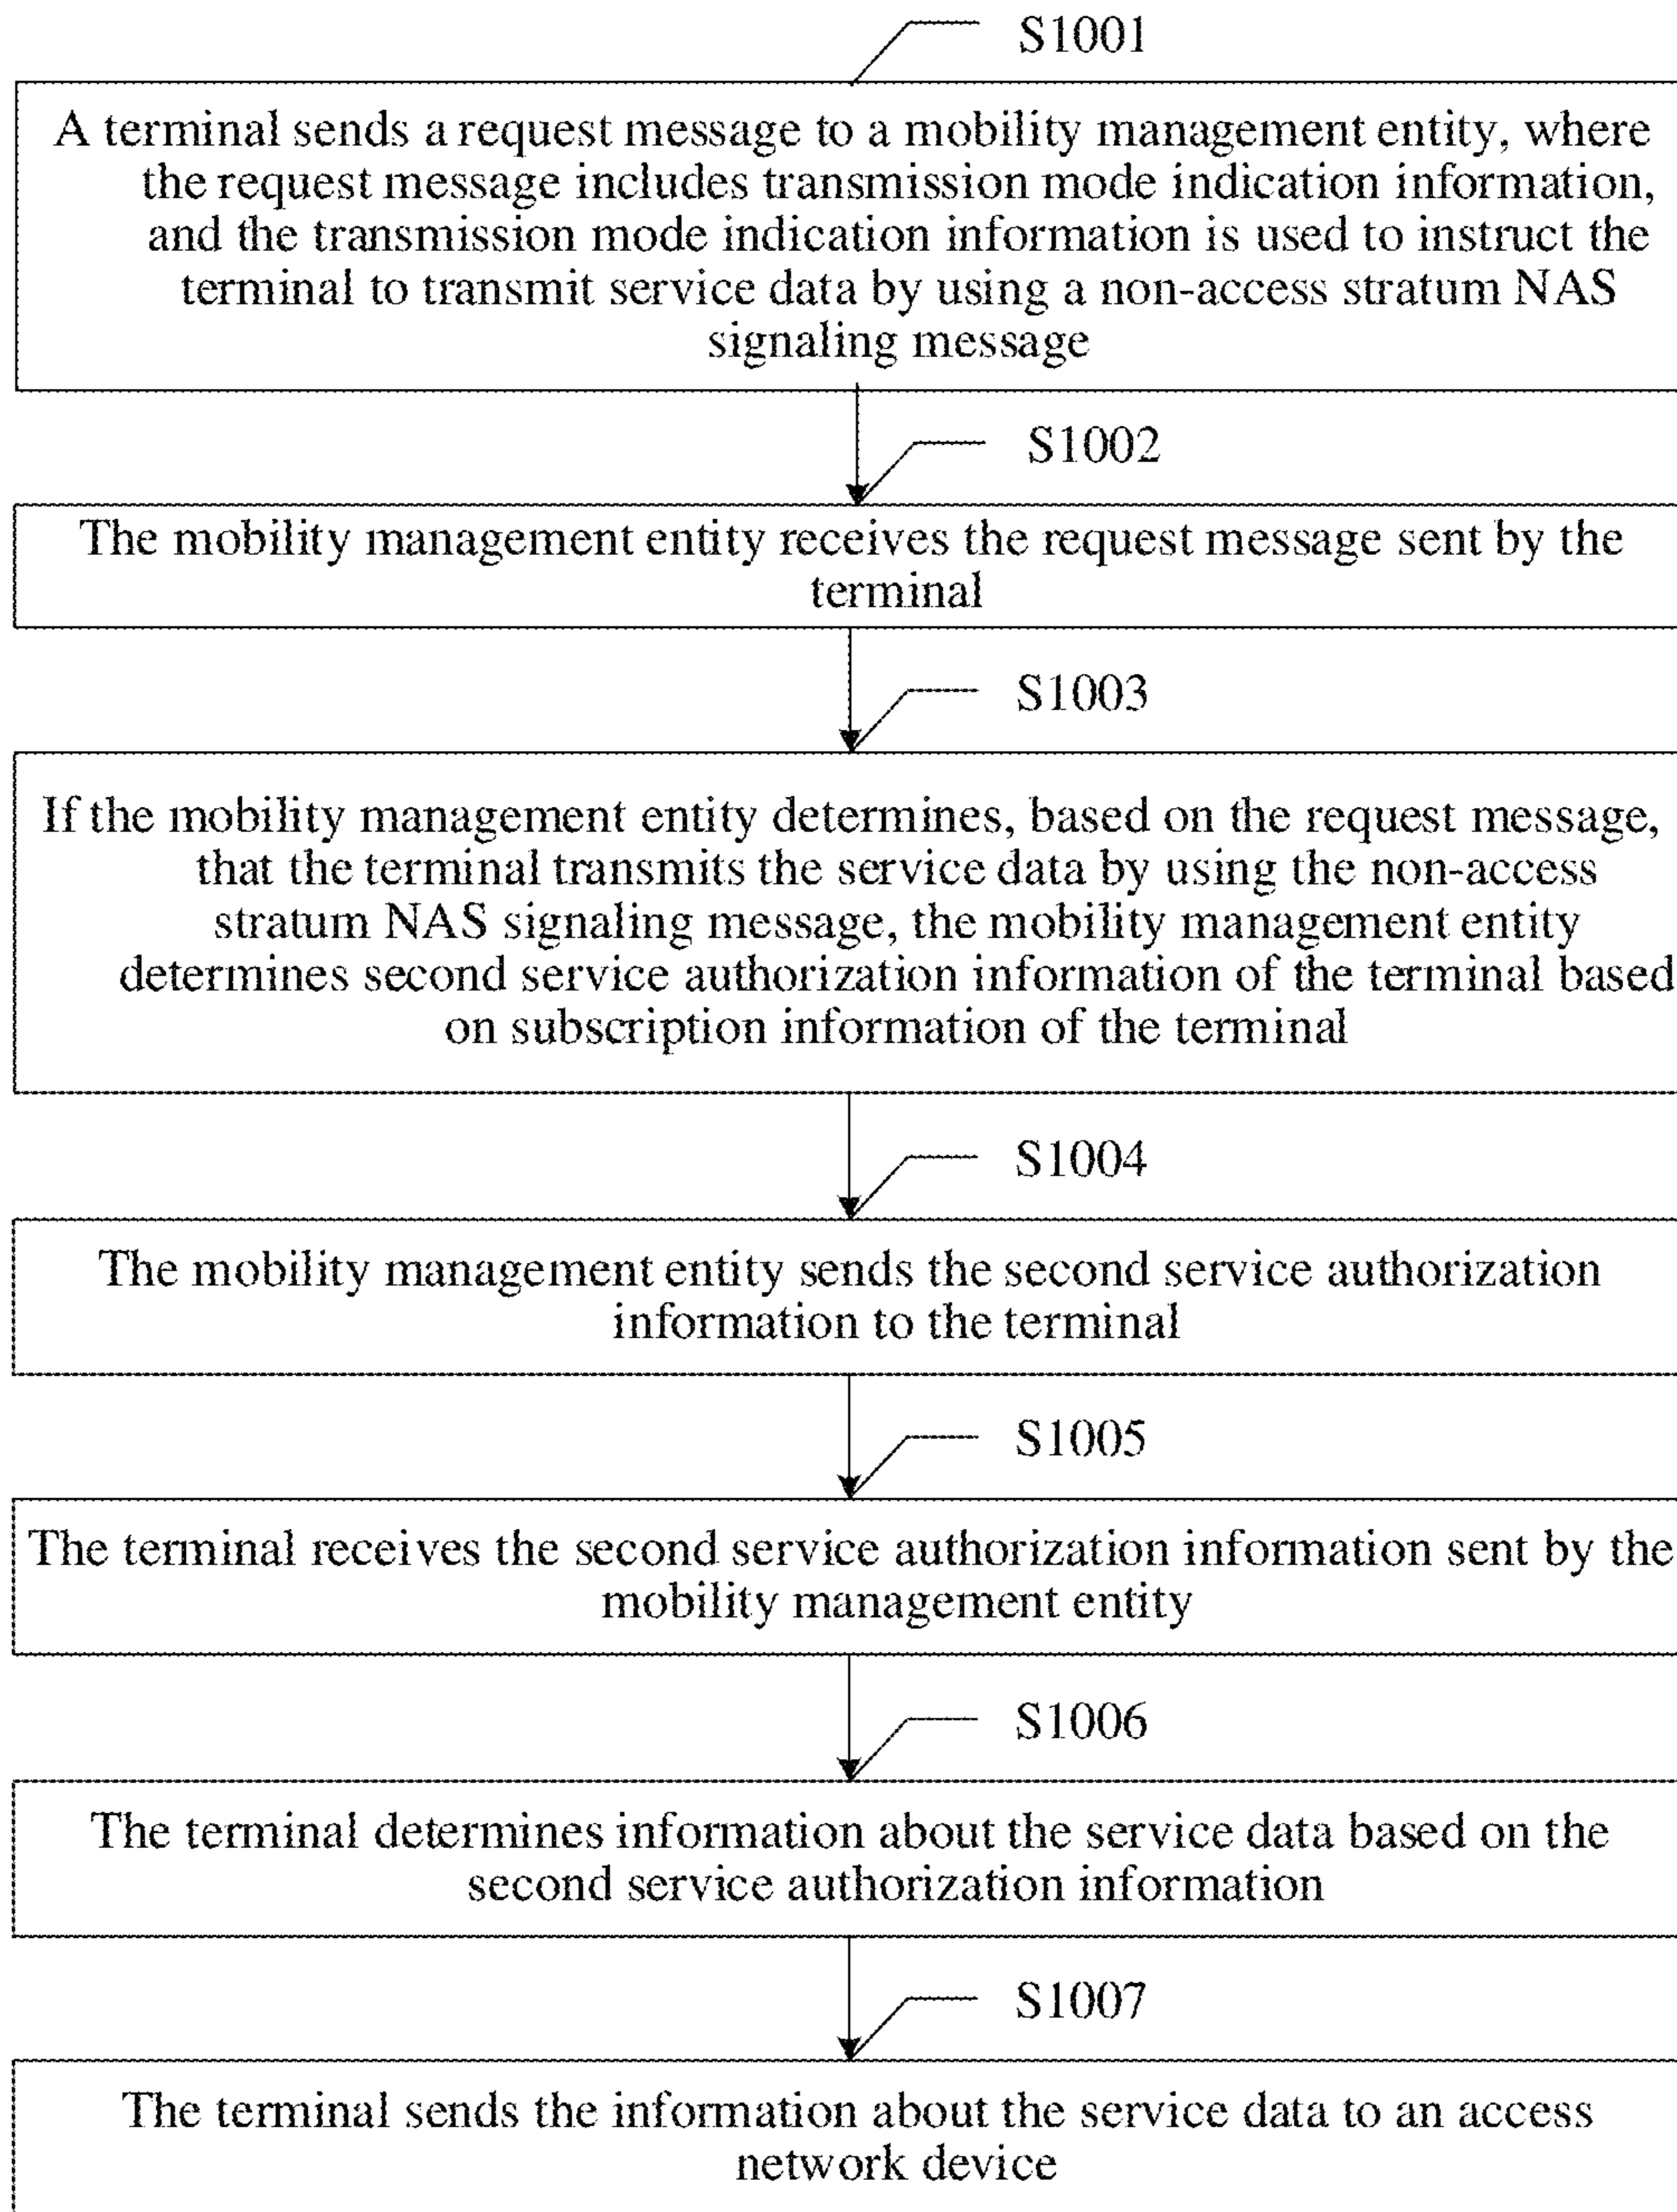 S1001
A terminal sends a request message to a mobility management entity, where
the request message includes transmission mode indication information,
and the transmission mode indication information is used to instruct the
terminal to transmit service data by using a non-access stratum NAS
signaling message
S1002
The mobility management entity receives the request message sent by the
terminal
S1003
If the mobility management entity determines, based on the request message,
that the terminal transmits the service data by using the non-access
stratum NAS signaling message, the mobility management entity
determines second service authorization information of the terminal based
on subscription information of the terminal
S1004
The mobility management entity sends the second service authorization
information to the terminal
S1005
The terminal receives the second service authorization information sent by the
mobility management entity
S1006
The terminal determines information about the service data based on the
second service authorization information
S1007
The terminal sends the information about the service data to an access
network device